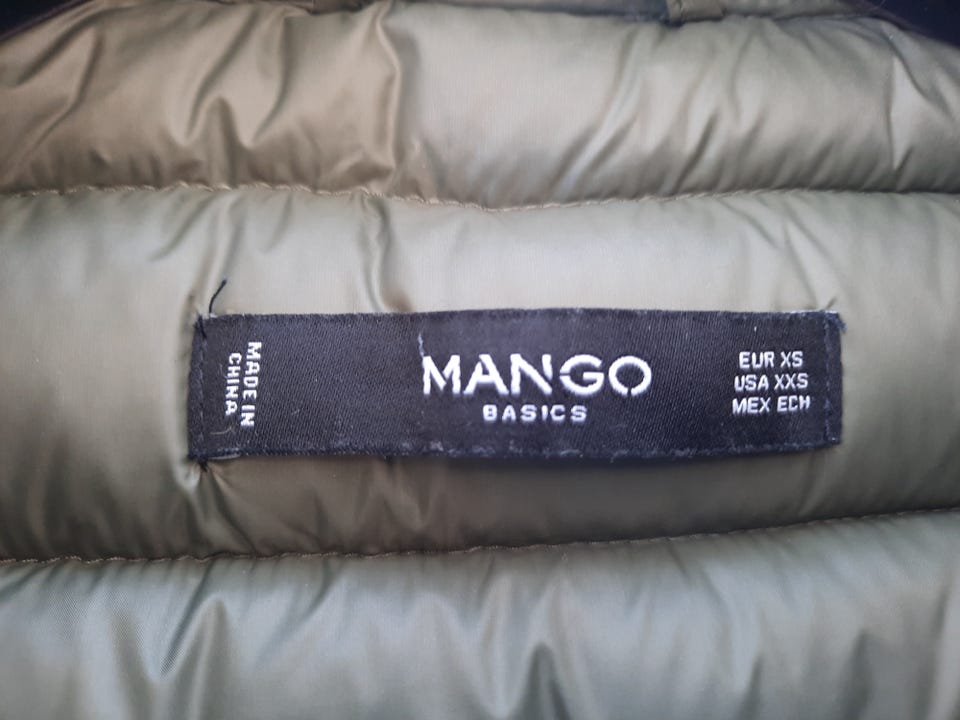 MADE IN
CHINA
MANGO
BASICS
EUR XS
USA XXS
MEX ECH